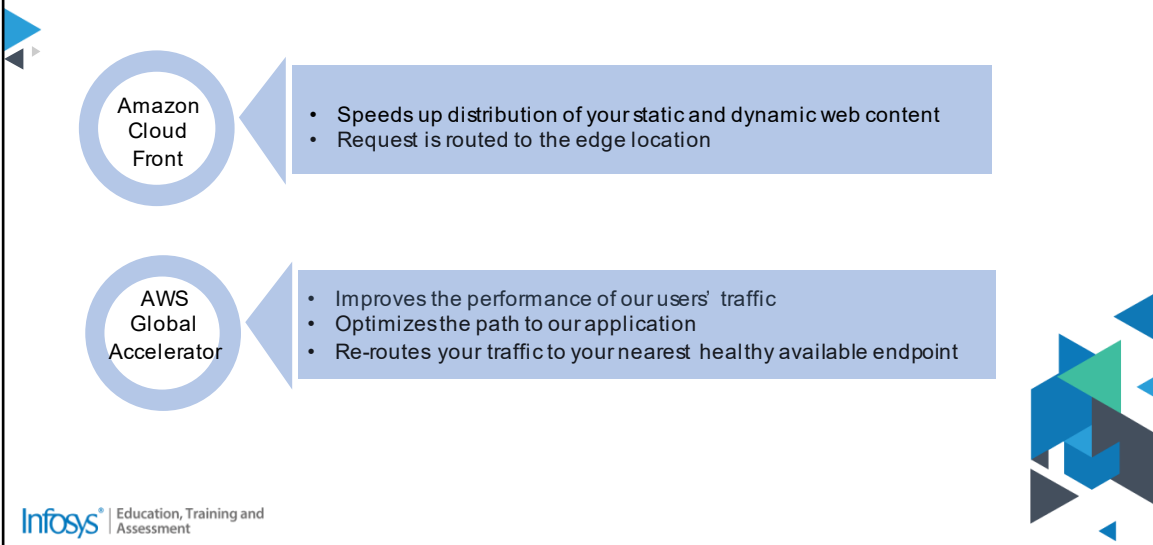 Amazon
Cloud
Front
• Speeds up distribution of your static and dynamic web content
• Request is routed to the edge location
AWS
Global
Accelerator
• Improves the performance of our users’ traffic
• Optimizes the path to our application
• Re-routes your traffic to your nearest healthy available endpoint
Infosys® | Education, Training and
Assessment